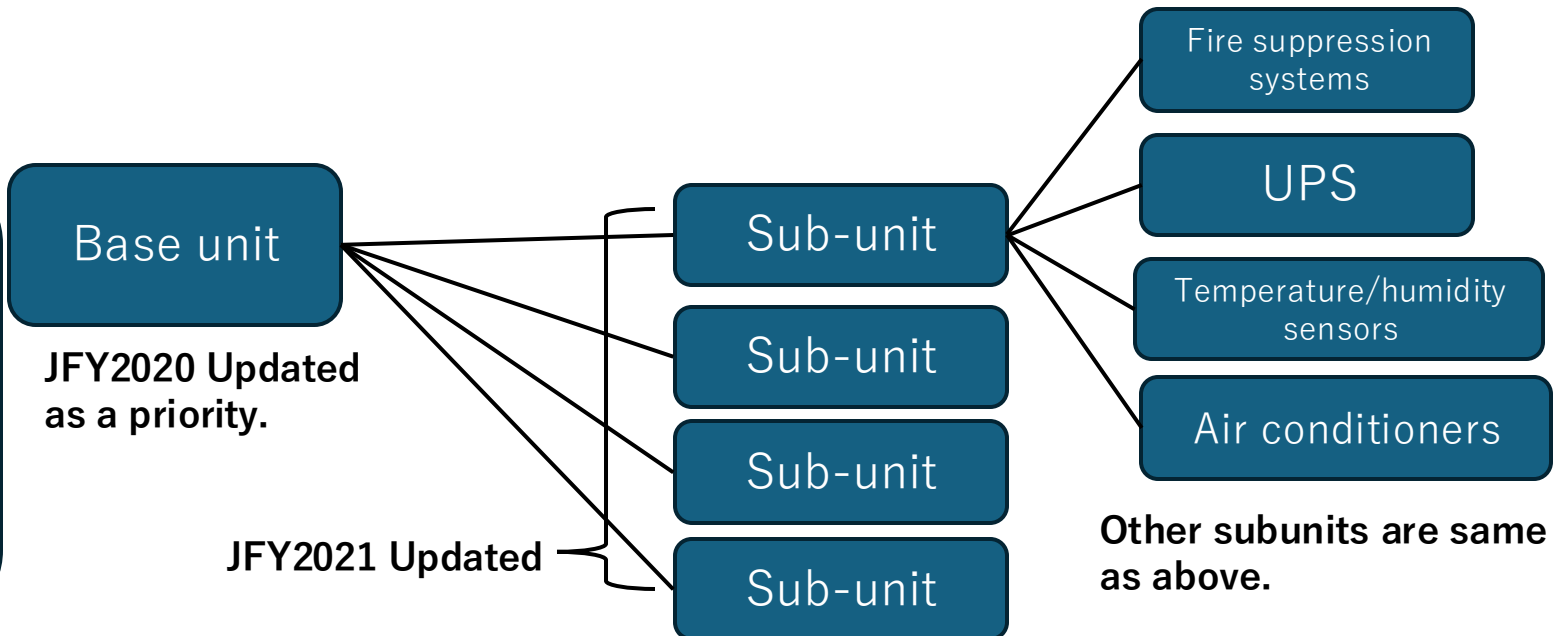 Base unit
JFY2020 Updated
as a priority.
JFY2021 Updated
Sub-unit
Sub-unit
Sub-unit
Sub-unit
Fire suppression
systems
UPS
Temperature/humidity
sensors
Air conditioners
Other subunits are same
as above.